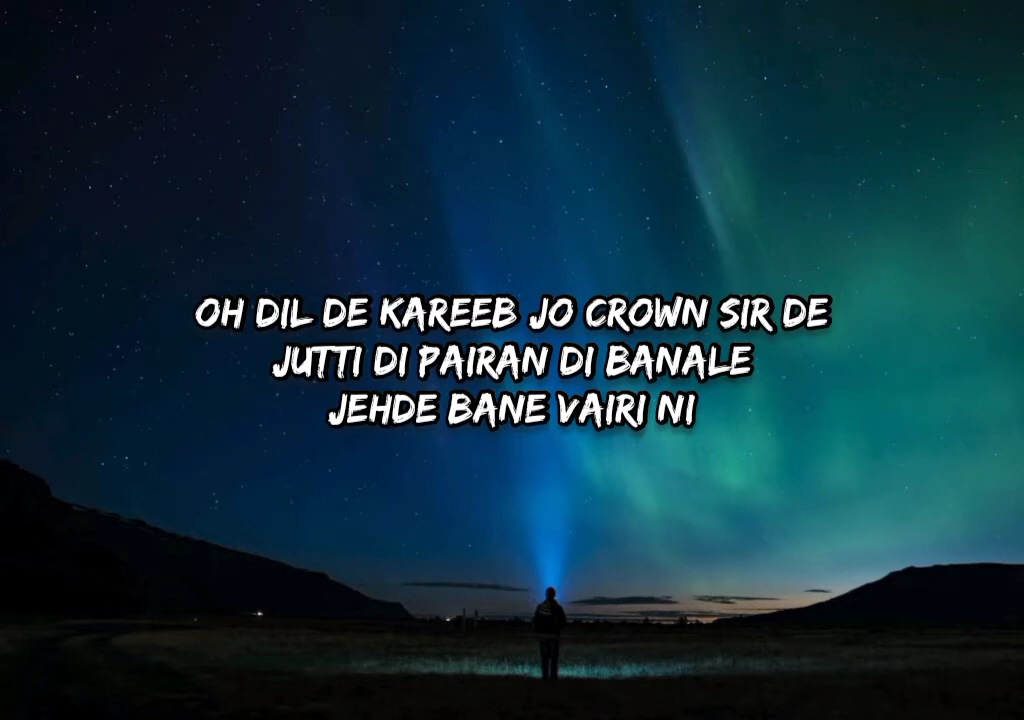 OH DIL DE KAREEB JO CROWN SIR DE
JUTTI DI PAIRAN DI BANALE
JEHDE BANE VAIRI NI